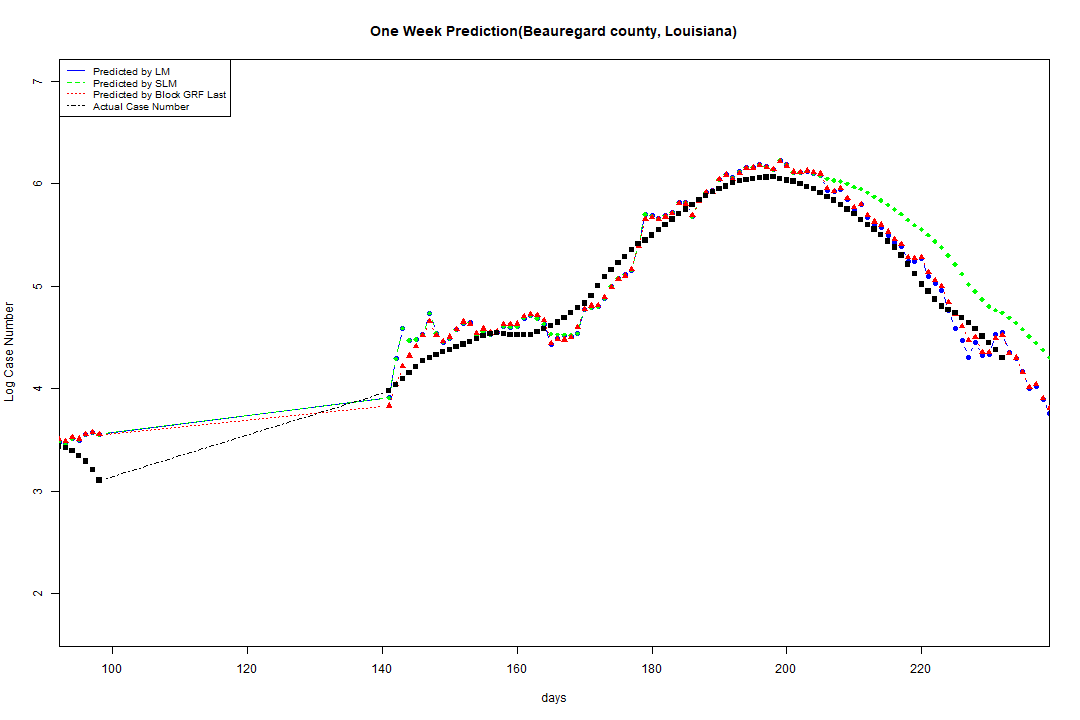 One Week Prediction(Beauregard county, Louisiana)
Predicted by LM
Predicted by SLM
Predicted by Block GRF Last
Actual Case Number
7
6
5
4
3
2
Log Case Number
100 120 140 160 180 200 220
days